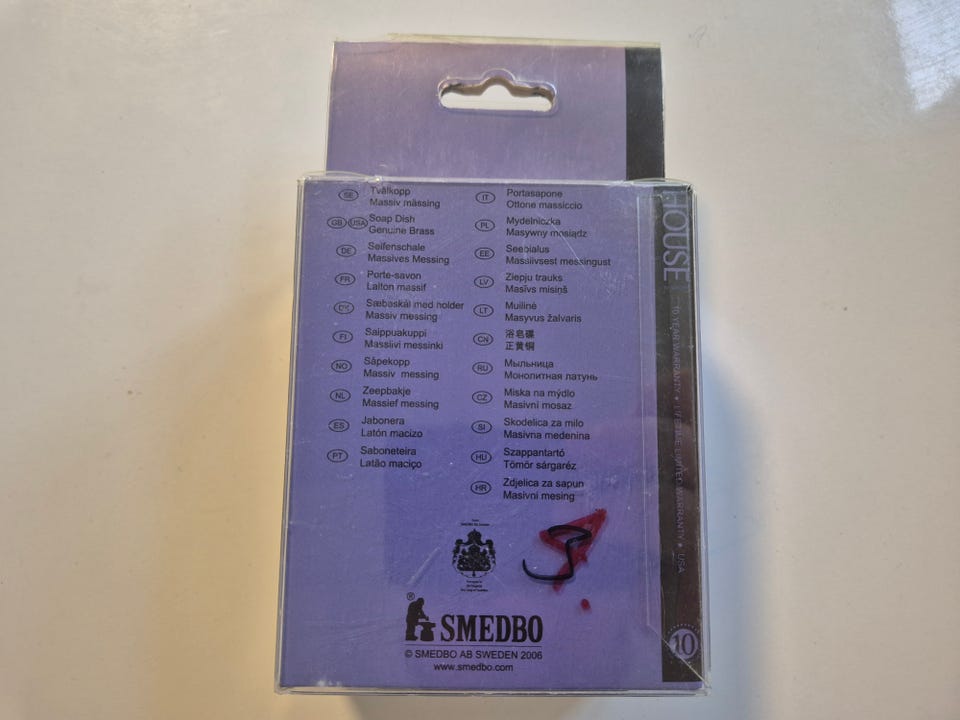 SE Tvålkopp
Massiv mässing
GB USA Soap Dish
Genuine Brass
DE Seifenschale
Massives Messing
FR Porte-savon
Laiton massif
DK Sæbeskål med holder
Massiv messing
FI Saippuakuppi
Massiivi messinki
NO Såpekopp
Massiv messing
NL Zeepbakje
Massief messing
ES Jabonera
Latón macizo
PT Saboneteira
Latão maciço
IT Portasapone
Ottone massiccio
PL Mydelniczka
Masywny mosiądz
EE Seebialus
Massiivsest messingust
LV Ziepju trauks
Masīvs misiņš
LT Muilinė
Masyvus žalvaris
CN 浴皂碟
正黄铜
RU Мыльница
Монолитная латунь
CZ Miska na mýdlo
Masivní mosaz
SI Skodelica za milo
Masivna medenina
HU Szappantartó
Tömör sárgaréz
HR Zdjelica za sapun
Masivni mesing
® SMEDBO
© SMEDBO AB SWEDEN 2006
www.smedbo.com
HOUSE
10 YEAR WARRANTY • LIFETIME LIMITED WARRANTY • USA
10